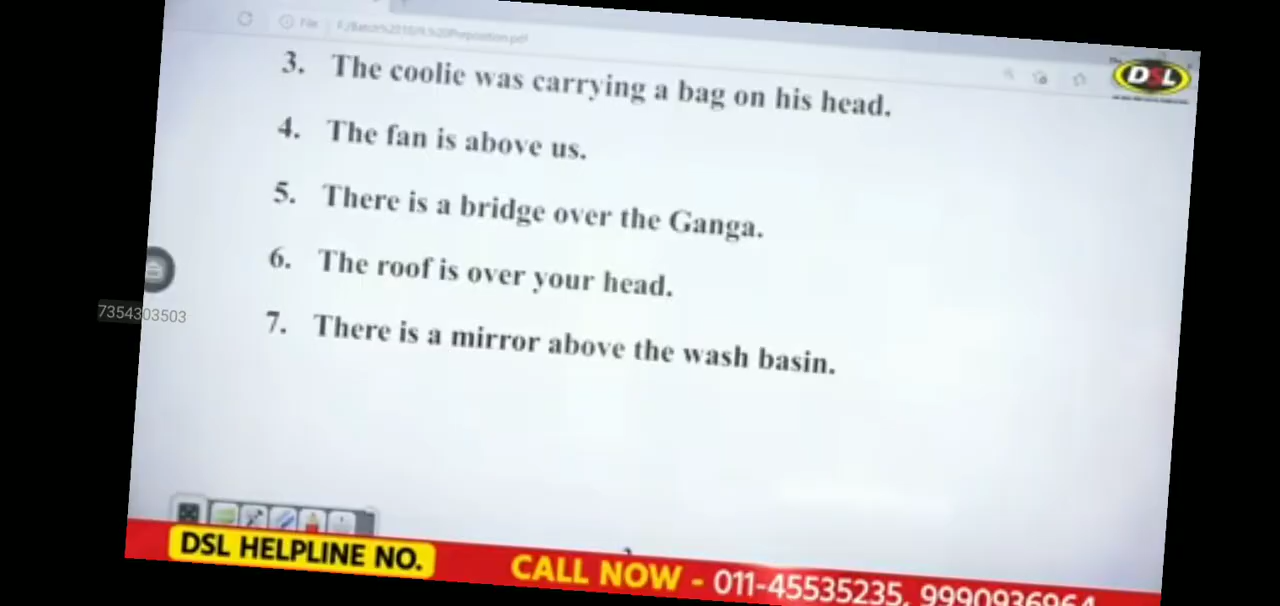 File
3. The coolie was carrying a bag on his head.
DSL
4. The fan is above us.
5. There is a bridge over the Ganga.
6. The roof is over your head.
7354303503
7. There is a mirror above the wash basin.
DSL HELPLINE NO.
CALL NOW - 011-45535235, 9990936964